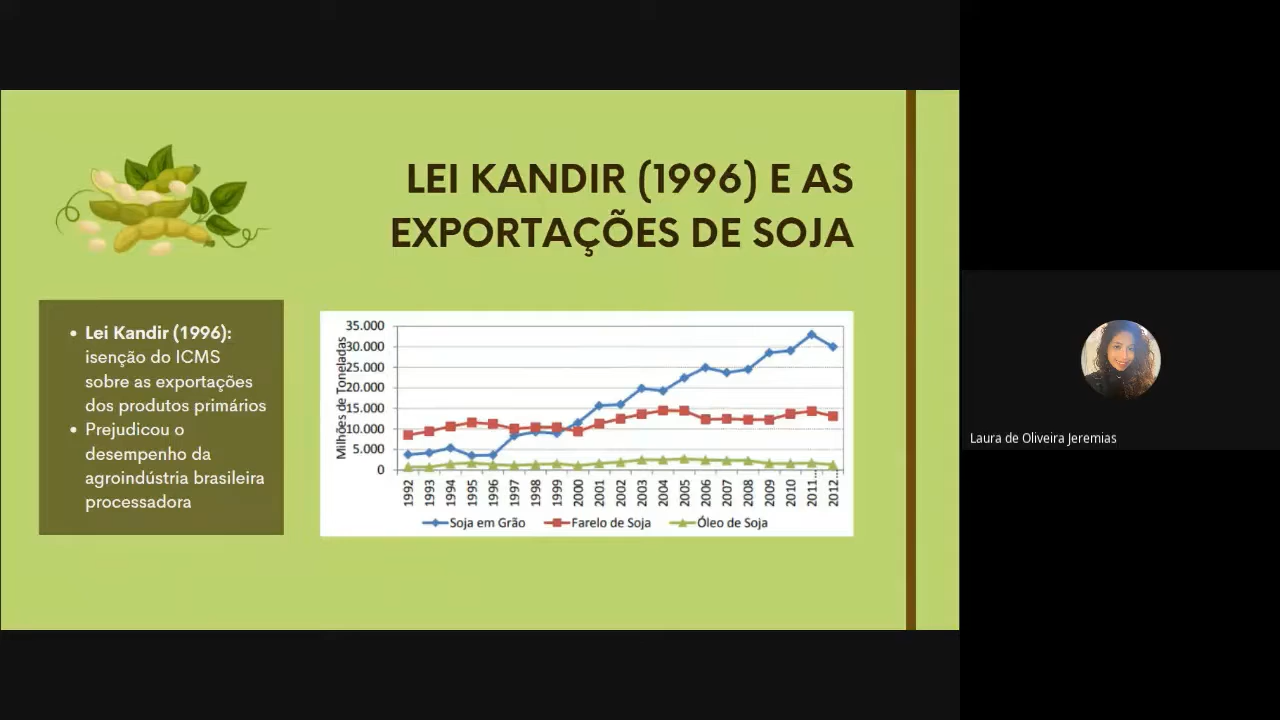 LEI KANDIR (1996) E AS
EXPORTAÇÕES DE SOJA
• Lei Kandir (1996):
isenção do ICMS
sobre as exportações
dos produtos primários
• Prejudicou o
desempenho da
agroindústria brasileira
processadora
Milhões de Toneladas
35.000
30.000
25.000
20.000
15.000
10.000
5.000
0
1992 1993 1994 1995 1996 1997 1998 1999 2000 2001 2002 2003 2004 2005 2006 2007 2008 2009 2010 2011... 2012...
Soja em Grão Farelo de Soja Óleo de Soja
Laura de Oliveira Jeremias